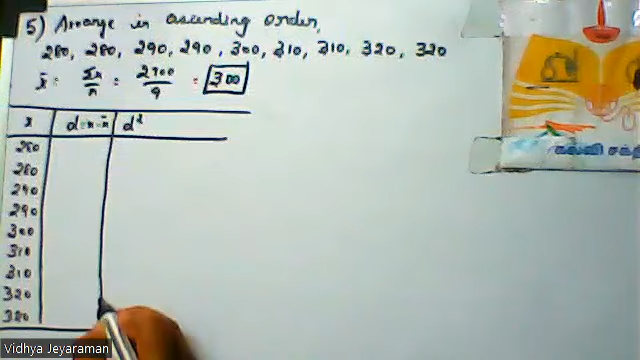 5) Arrange in ascending order,
280, 280, 290, 290, 300, 310, 310, 320, 320
x̄ = Σx/n = 2700/9 = 300
x d = x - x̄ d²
280
280
290
290
300
310
310
320
320
Vidhya Jeyaraman